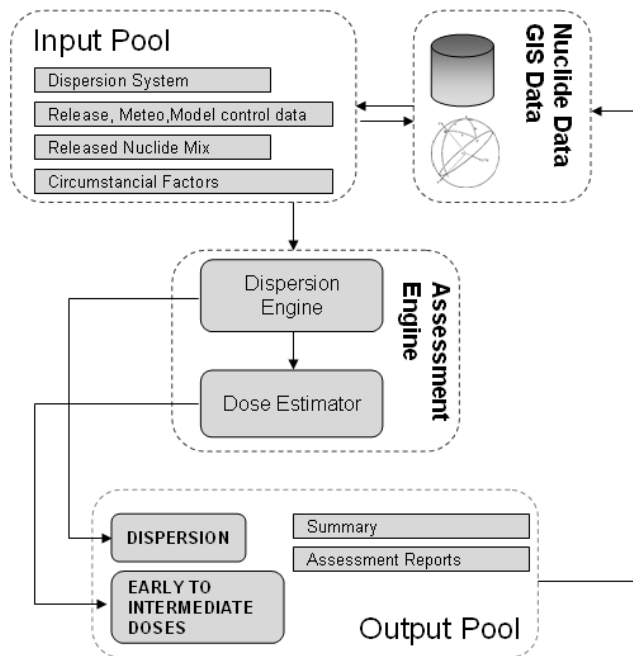 Input Pool
Dispersion System
Release, Meteo,Model control data
Released Nuclide Mix
Circumstancial Factors
Nuclide Data
GIS Data
Dispersion
Engine
Dose Estimator
Assessment
Engine
DISPERSION
EARLY TO
INTERMEDIATE
DOSES
Summary
Assessment Reports
Output Pool